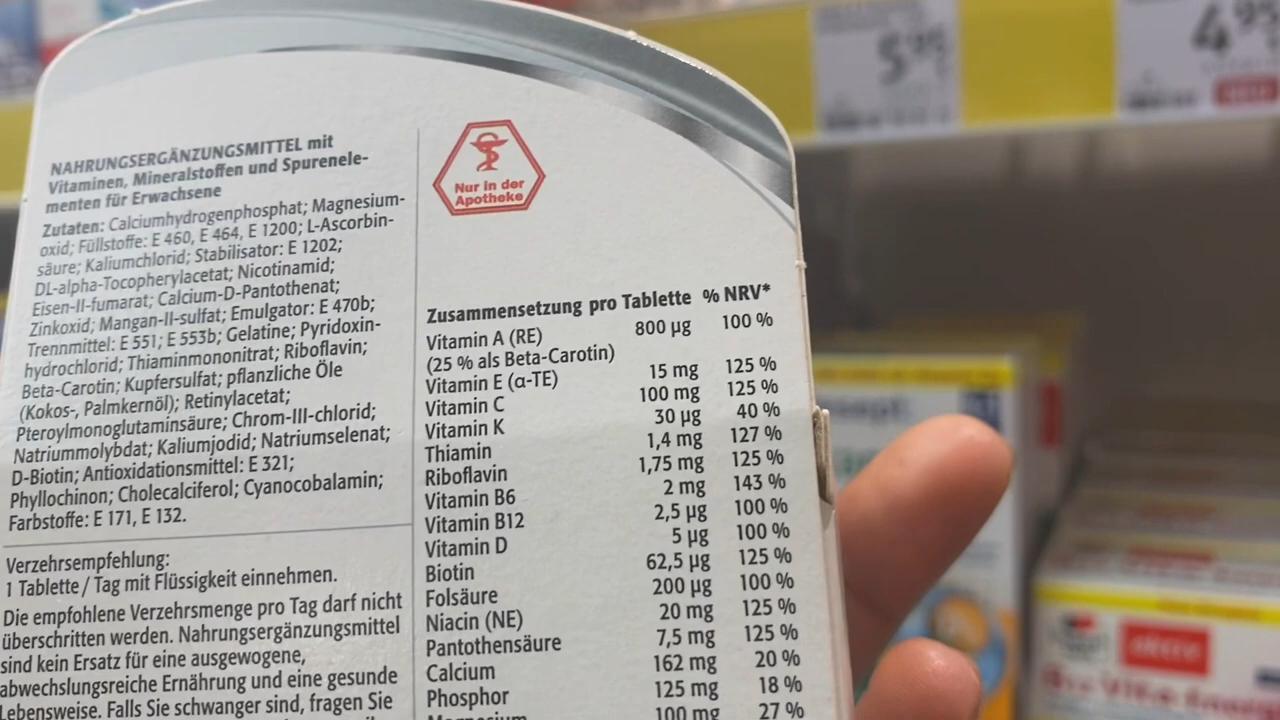 NAHRUNGSERGÄNZUNGSMITTEL mit
Vitaminen, Mineralstoffen und Spurenele-
menten für Erwachsene
Zutaten: Calciumhydrogenphosphat; Magnesium-
oxid; Füllstoffe: E 460, E 464, E 1200; L-Ascorbin-
säure; Kaliumchlorid; Stabilisator: E 1202;
DL-alpha-Tocopherylacetat; Nicotinamid;
Eisen-II-fumarat; Calcium-D-Pantothenat;
Zinkoxid; Mangan-II-sulfat; Emulgator: E 470b;
Trennmittel: E 551; E 553b; Gelatine; Pyridoxin-
hydrochlorid; Thiaminmononitrat; Riboflavin;
Beta-Carotin; Kupfersulfat; pflanzliche Öle
(Kokos-, Palmkernöl); Retinylacetat;
Pteroylmonoglutaminsäure; Chrom-III-chlorid;
Natriummolybdat; Kaliumjodid; Natriumselenat;
D-Biotin; Antioxidationsmittel: E 321;
Phyllochinon; Cholecalciferol; Cyanocobalamin;
Farbstoffe: E 171, E 132.
Verzehrsempfehlung:
1 Tablette / Tag mit Flüssigkeit einnehmen.
Die empfohlene Verzehrsmenge pro Tag darf nicht
überschritten werden. Nahrungsergänzungsmittel
sind kein Ersatz für eine ausgewogene,
abwechslungsreiche Ernährung und eine gesunde
Lebensweise. Falls Sie schwanger sind, fragen Sie
Nur in der
Apotheke
Zusammensetzung pro Tablette % NRV*
Vitamin A (RE) 800 µg 100 %
(25 % als Beta-Carotin)
Vitamin E (α-TE) 15 mg 125 %
Vitamin C 100 mg 125 %
Vitamin K 30 µg 40 %
Thiamin 1,4 mg 127 %
Riboflavin 1,75 mg 125 %
Vitamin B6 2 mg 143 %
Vitamin B12 2,5 µg 100 %
Vitamin D 5 µg 100 %
Biotin 62,5 µg 125 %
Folsäure 200 µg 100 %
Niacin (NE) 20 mg 125 %
Pantothensäure 7,5 mg 125 %
Calcium 162 mg 20 %
Phosphor 125 mg 18 %
Magnesium 100 mg 27 %
5 95
4 95
aktiv